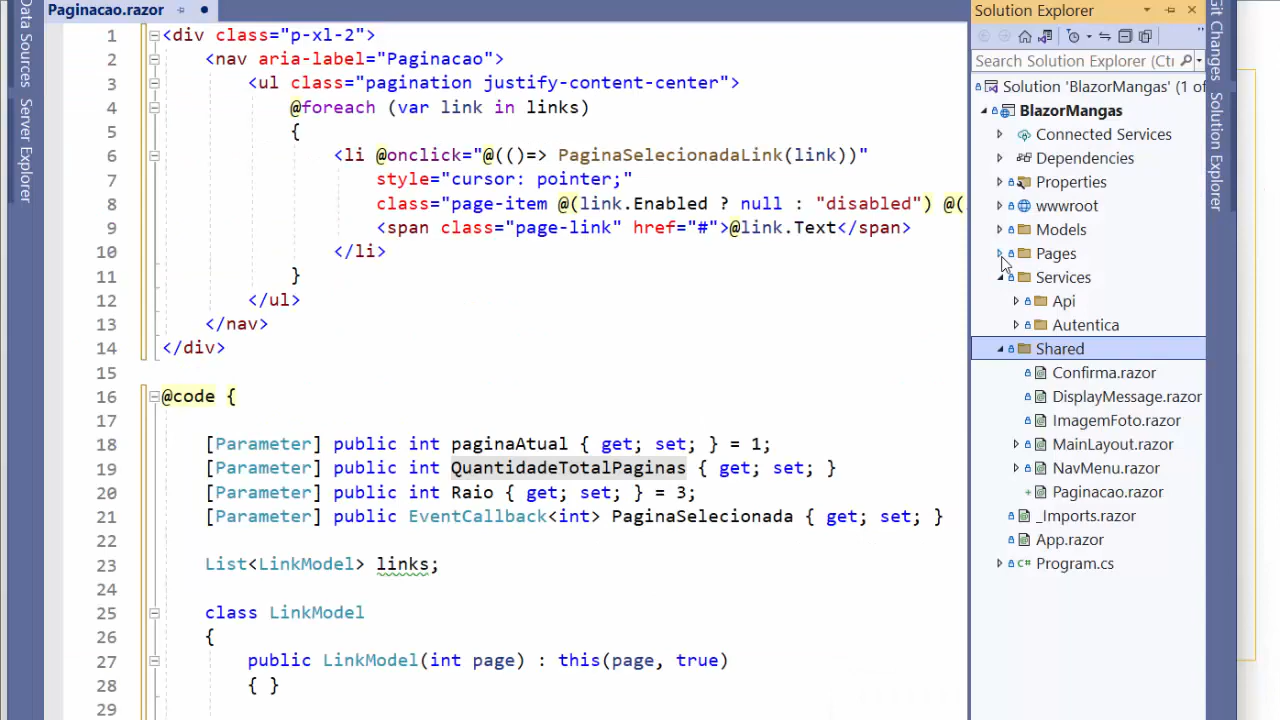 Paginacao.razor
Data Sources
Server Explorer
1 <div class="p-xl-2">
2 <nav aria-label="Paginacao">
3 <ul class="pagination justify-content-center">
4 @foreach (var link in links)
5 {
6 <li @onclick="@(()=> PaginaSelecionadaLink(link))"
7 style="cursor: pointer;"
8 class="page-item @(link.Enabled ? null : "disabled") @(
9 <span class="page-link" href="#">@link.Text</span>
10 </li>
11 }
12 </ul>
13 </nav>
14 </div>
15
16 @code {
17
18 [Parameter] public int paginaAtual { get; set; } = 1;
19 [Parameter] public int QuantidadeTotalPaginas { get; set; }
20 [Parameter] public int Raio { get; set; } = 3;
21 [Parameter] public EventCallback<int> PaginaSelecionada { get; set; }
22
23 List<LinkModel> links;
24
25 class LinkModel
26 {
27 public LinkModel(int page) : this(page, true)
28 { }
29
Solution Explorer
Search Solution Explorer (Ctr
Solution 'BlazorMangas' (1 of
BlazorMangas
Connected Services
Dependencies
Properties
wwwroot
Models
Pages
Services
Api
Autentica
Shared
Confirma.razor
DisplayMessage.razor
ImagemFoto.razor
MainLayout.razor
NavMenu.razor
Paginacao.razor
_Imports.razor
App.razor
C# Program.cs
Git Changes
Solution Explorer